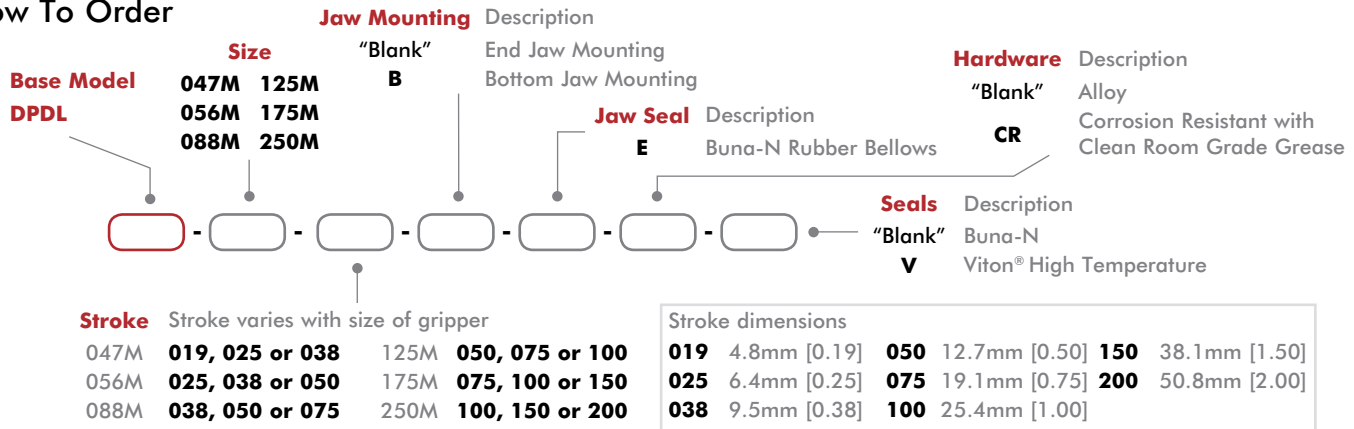 ow To Order
Base Model
DPDL
Size
047M 125M
056M 175M
088M 250M
Jaw Mounting Description
"Blank" End Jaw Mounting
B Bottom Jaw Mounting
Jaw Seal Description
E Buna-N Rubber Bellows
Hardware Description
"Blank" Alloy
CR Corrosion Resistant with
Clean Room Grade Grease
- - - - - -
Seals Description
"Blank" Buna-N
V Viton® High Temperature
Stroke Stroke varies with size of gripper
047M 019, 025 or 038 125M 050, 075 or 100
056M 025, 038 or 050 175M 075, 100 or 150
088M 038, 050 or 075 250M 100, 150 or 200
Stroke dimensions
019 4.8mm [0.19] 050 12.7mm [0.50] 150 38.1mm [1.50]
025 6.4mm [0.25] 075 19.1mm [0.75] 200 50.8mm [2.00]
038 9.5mm [0.38] 100 25.4mm [1.00]